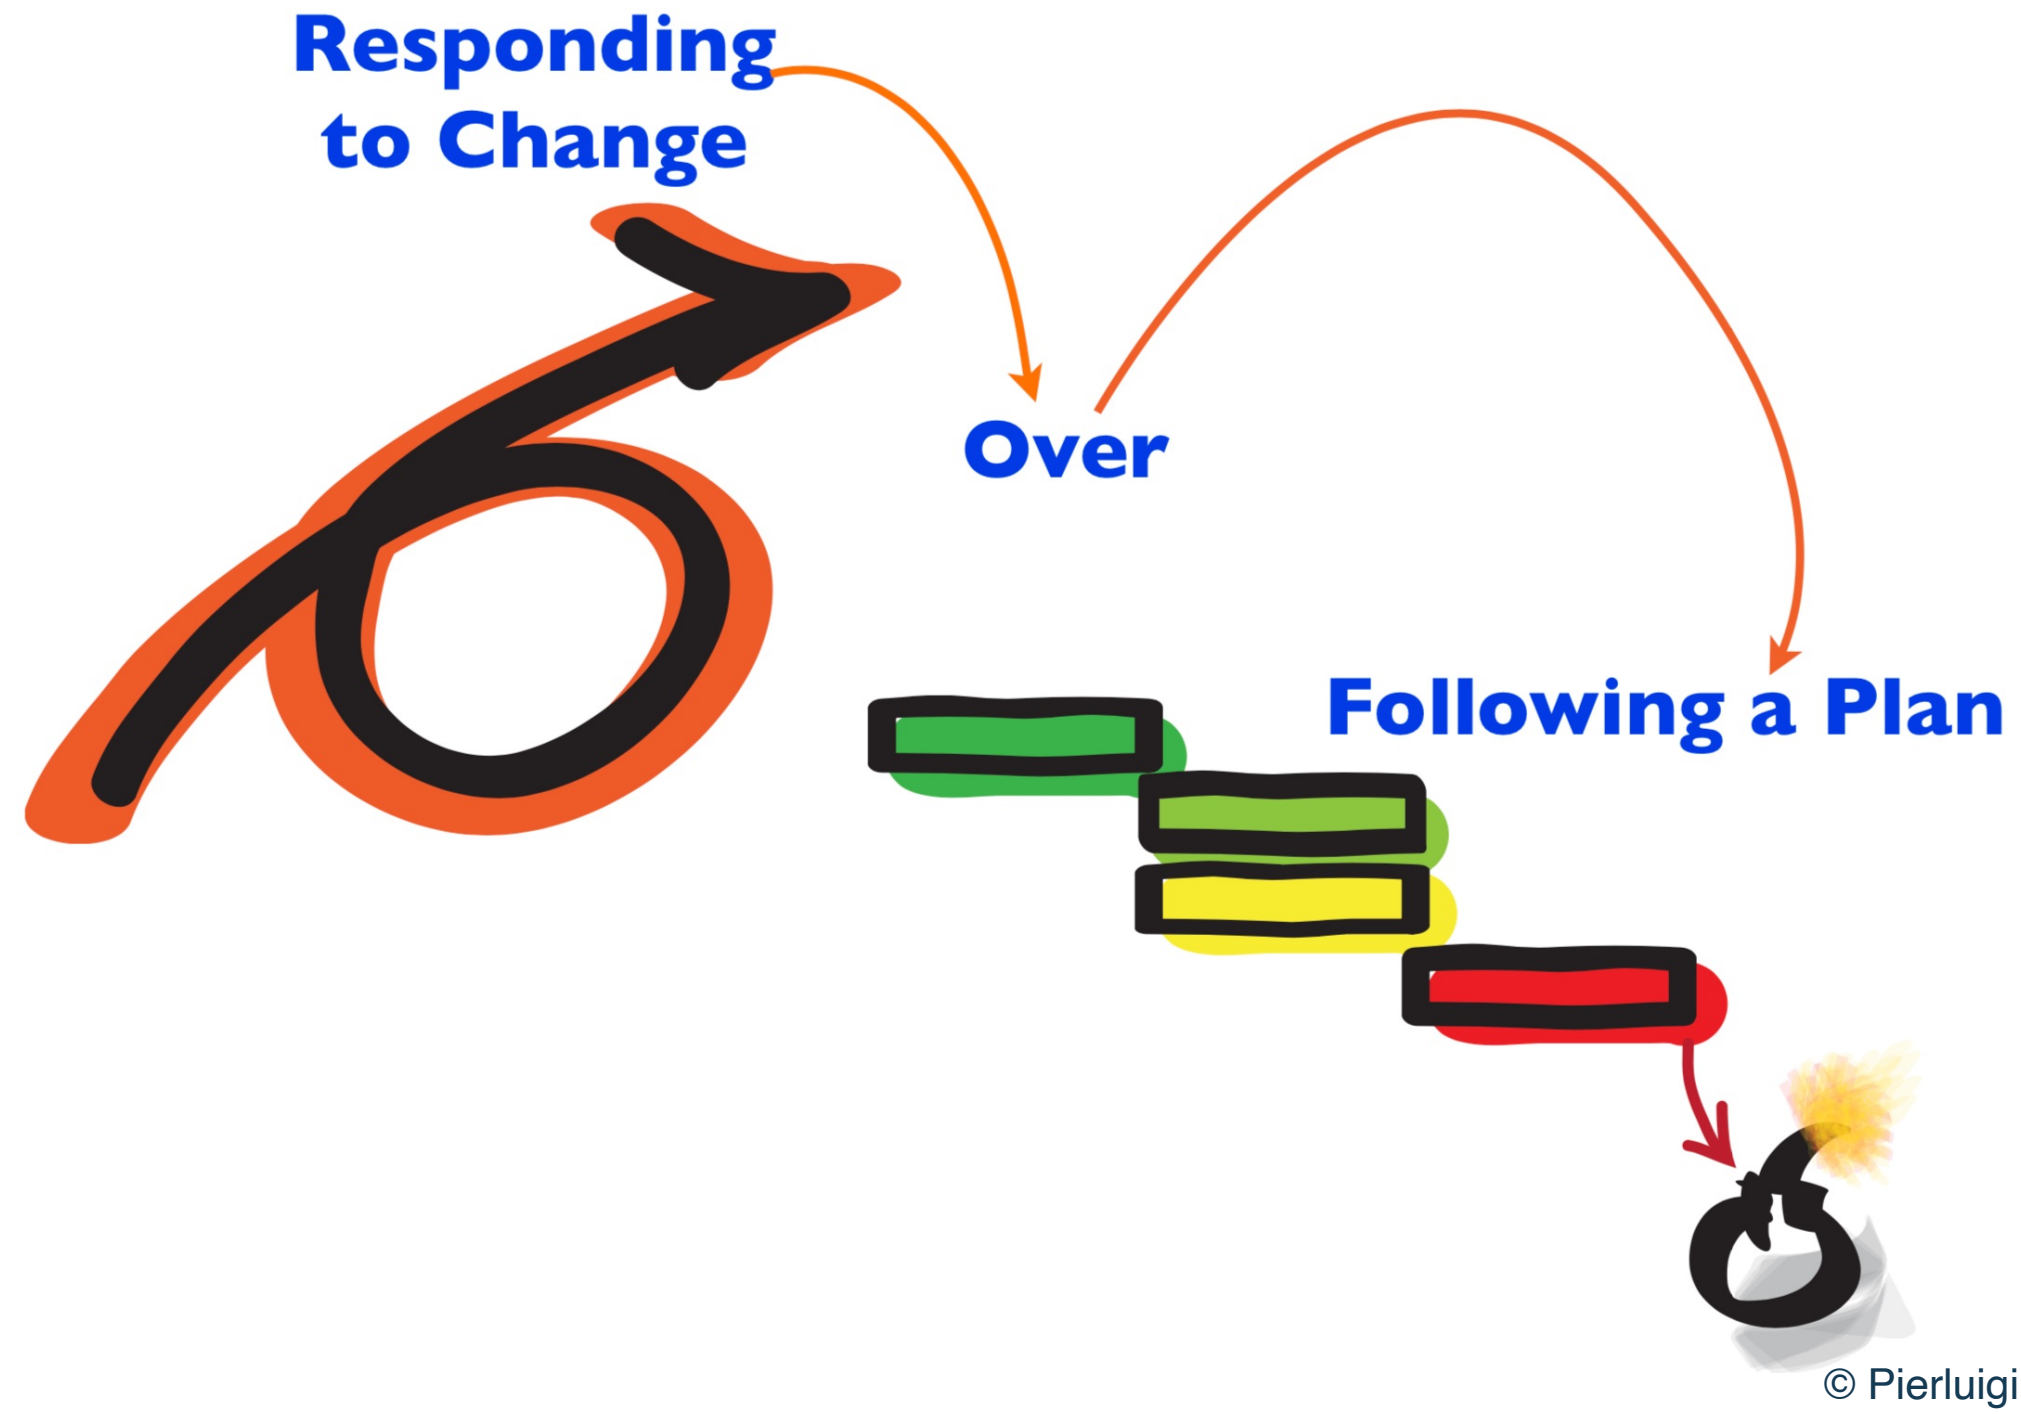 Responding
to Change
Over
Following a Plan
© Pierluigi